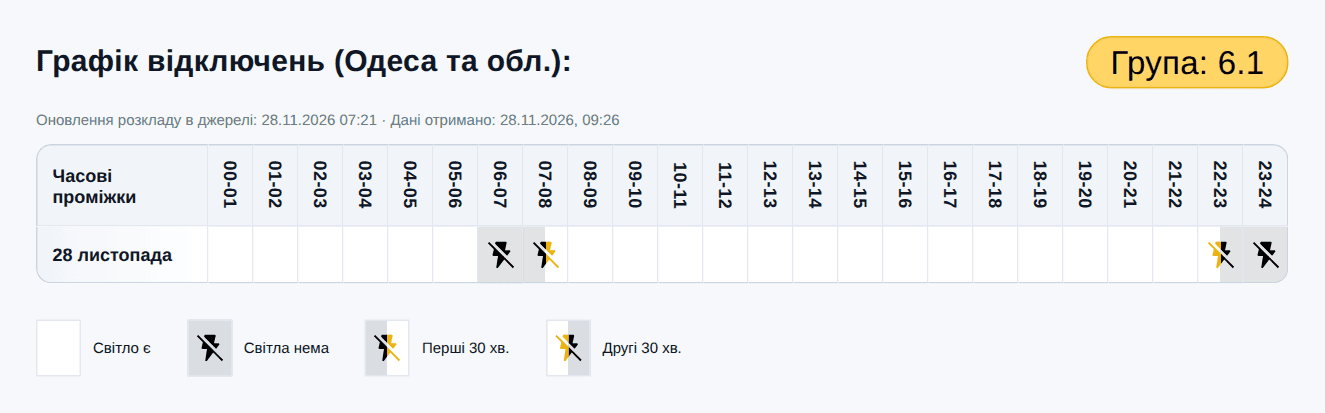 Графік відключень (Одеса та обл.):
Група: 6.1
Оновлення розкладу в джерелі: 28.11.2026 07:21 · Дані отримано: 28.11.2026, 09:26
Часові
проміжки
00-01
01-02
02-03
03-04
04-05
05-06
06-07
07-08
08-09
09-10
10-11
11-12
12-13
13-14
14-15
15-16
16-17
17-18
18-19
19-20
20-21
21-22
22-23
23-24
28 листопада
Світло є
Світла нема
Перші 30 хв.
Другі 30 хв.